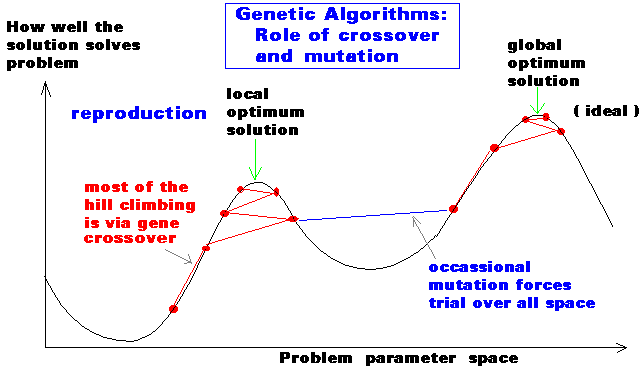 Genetic Algorithms:
Role of crossover
and mutation
How well the
solution solves
problem
global
optimum
solution
( ideal )
reproduction
local
optimum
solution
most of the
hill climbing
is via gene
crossover
occassional
mutation forces
trial over all space
Problem parameter space